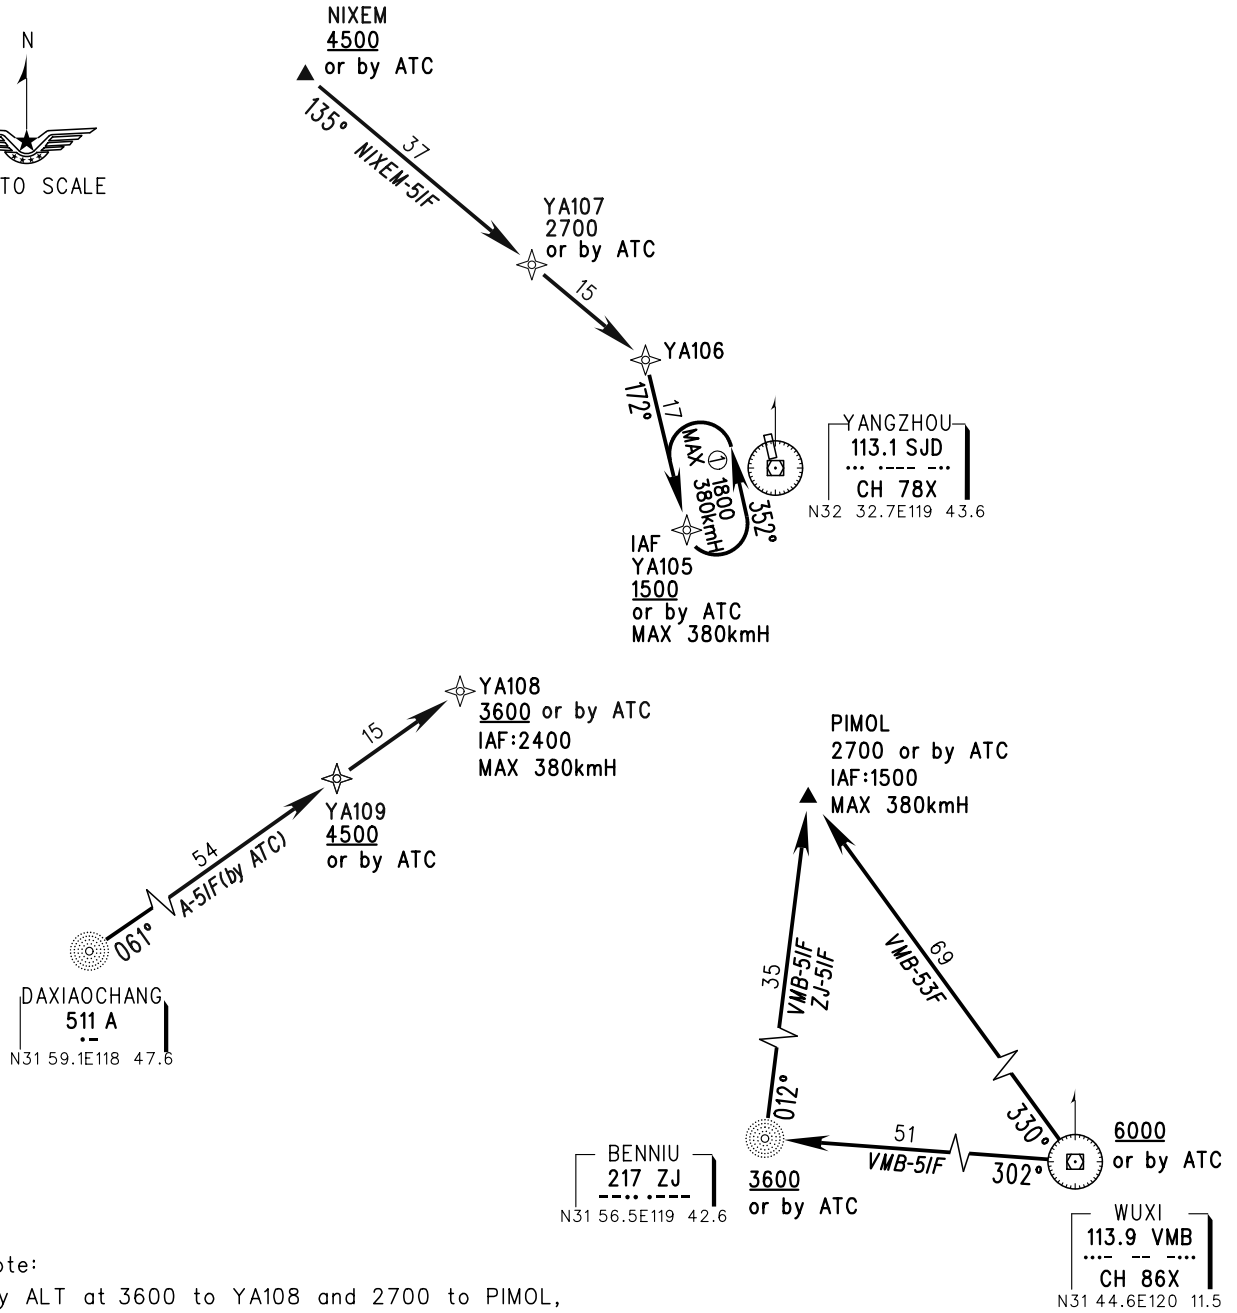 NIXEM
4500
or by ATC
N
TO SCALE
135°
37
NIXEM-51F
YA107
2700
or by ATC
15
YA106
172°
17
MAX 1 1800
380kmH
352°
YANGZHOU
113.1 SJD
CH 78X
N32 32.7E119 43.6
IAF
YA105
1500
or by ATC
MAX 380kmH
YA108
3600 or by ATC
IAF:2400
MAX 380kmH
15
YA109
4500
or by ATC
54
A-51F(by ATC)
061°
DAXIAOCHANG
511 A
N31 59.1E118 47.6
PIMOL
2700 or by ATC
IAF:1500
MAX 380kmH
35
VMB-51F
ZJ-51F
69
VMB-53F
012°
330°
51
VMB-51F
302°
6000
or by ATC
BENNIU
217 ZJ
N31 56.5E119 42.6
3600
or by ATC
WUXI
113.9 VMB
CH 86X
N31 44.6E120 11.5
ote:
y ALT at 3600 to YA108 and 2700 to PIMOL,